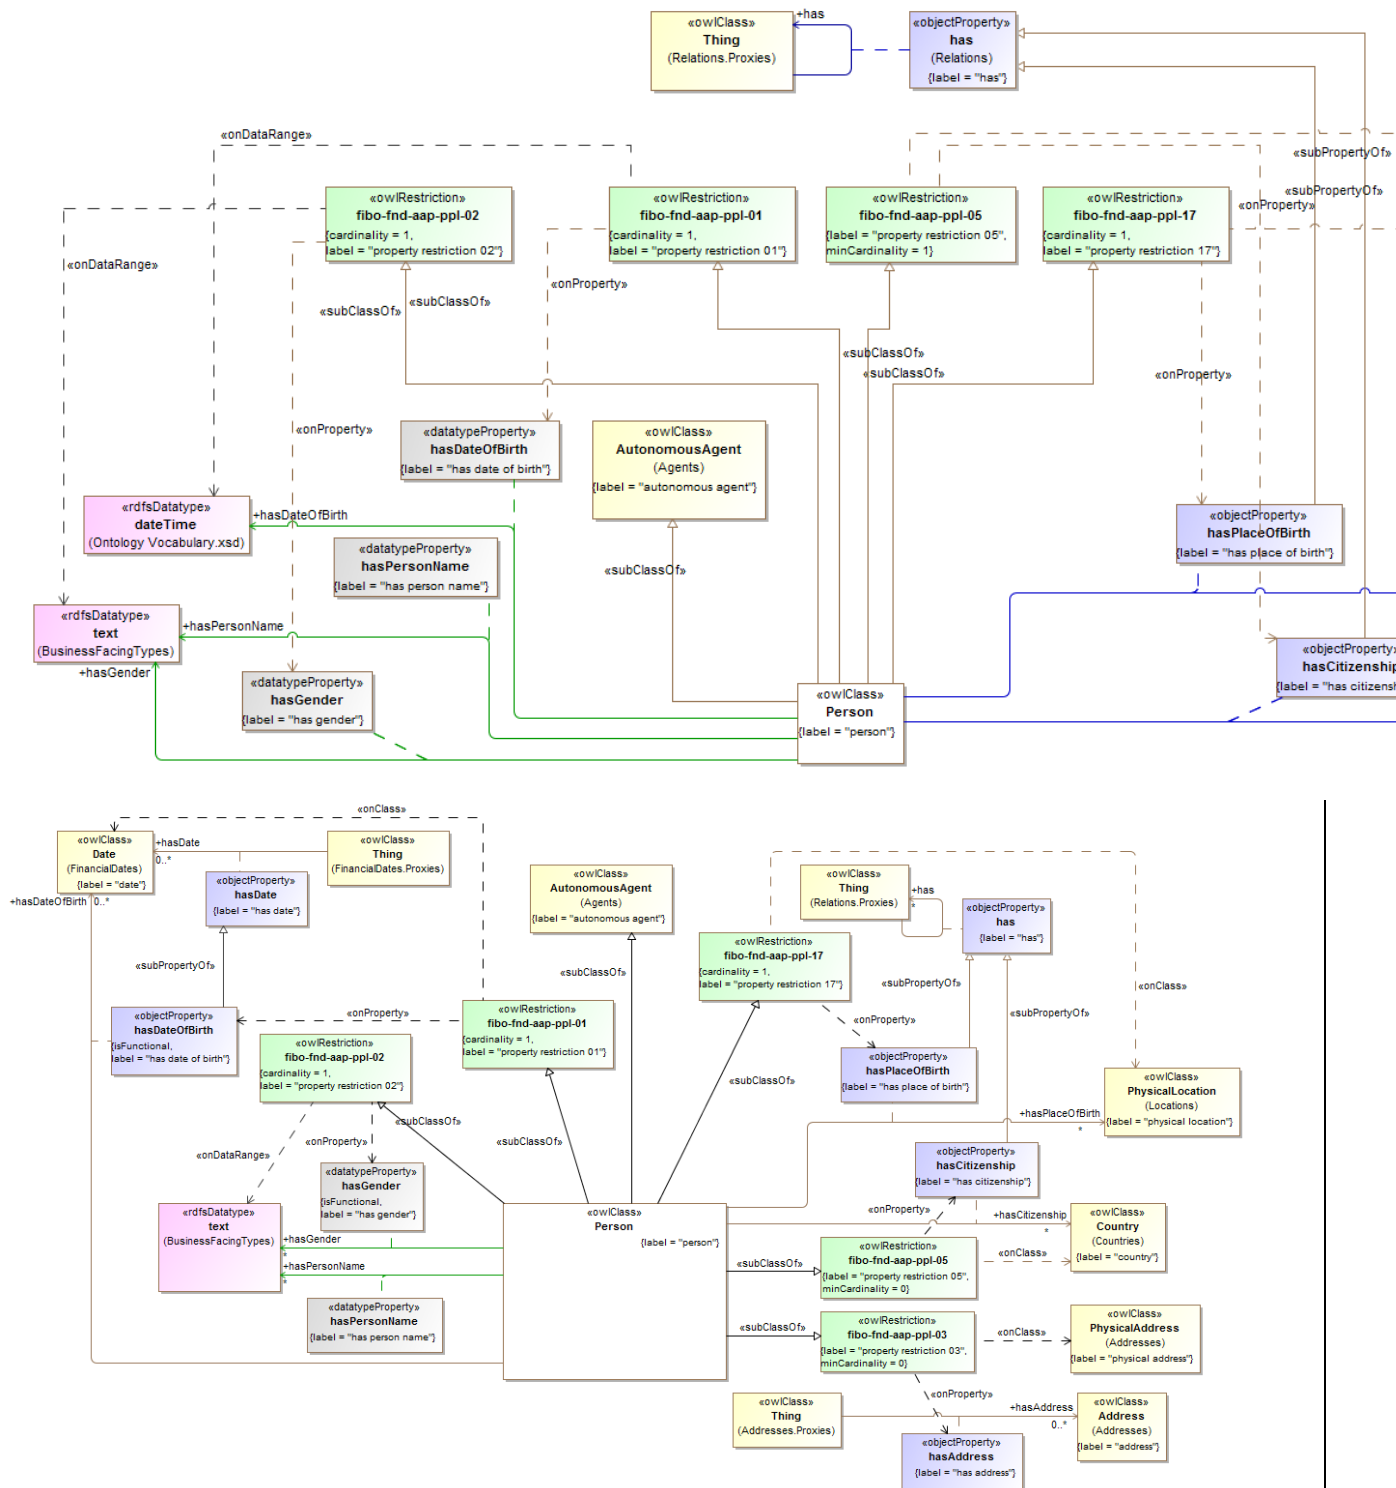 «owlClass»
Thing
(Relations.Proxies)
+has
«objectProperty»
has
(Relations)
{label = "has"}
«onDataRange»
«subPropertyOf»
«subPropertyOf»
«owlRestriction»
fibo-fnd-aap-ppl-02
{cardinality = 1,
label = "property restriction 02"}
«owlRestriction»
fibo-fnd-aap-ppl-01
{cardinality = 1,
label = "property restriction 01"}
«owlRestriction»
fibo-fnd-aap-ppl-05
{label = "property restriction 05",
minCardinality = 1}
«owlRestriction»
fibo-fnd-aap-ppl-17
{cardinality = 1,
label = "property restriction 17"}
«onProperty»
«onDataRange»
«onProperty»
«subClassOf»
«subClassOf»
«subClassOf»
«subClassOf»
«onProperty»
«onProperty»
«datatypeProperty»
hasDateOfBirth
{label = "has date of birth"}
«owlClass»
AutonomousAgent
(Agents)
{label = "autonomous agent"}
«rdfsDatatype»
dateTime
(Ontology Vocabulary.xsd)
+hasDateOfBirth
«objectProperty»
hasPlaceOfBirth
{label = "has place of birth"}
«datatypeProperty»
hasPersonName
{label = "has person name"}
«subClassOf»
«rdfsDatatype»
text
(BusinessFacingTypes)
+hasPersonName
+hasGender
«objectProperty»
hasCitizenship
{label = "has citizensh
«datatypeProperty»
hasGender
{label = "has gender"}
«owlClass»
Person
{label = "person"}
«onClass»
«owlClass»
Date
(FinancialDates)
{label = "date"}
+hasDate
0..*
«owlClass»
Thing
(FinancialDates.Proxies)
+hasDateOfBirth
0..*
«objectProperty»
hasDate
{label = "has date"}
«owlClass»
AutonomousAgent
(Agents)
{label = "autonomous agent"}
«owlClass»
Thing
(Relations.Proxies)
+has
*
«objectProperty»
has
{label = "has"}
«owlRestriction»
fibo-fnd-aap-ppl-17
{cardinality = 1,
label = "property restriction 17"}
«subPropertyOf»
«subClassOf»
«subPropertyOf»
«onClass»
«subPropertyOf»
«objectProperty»
hasDateOfBirth
{isFunctional,
label = "has date of birth"}
«onProperty»
«owlRestriction»
fibo-fnd-aap-ppl-01
{cardinality = 1,
label = "property restriction 01"}
«onProperty»
«owlRestriction»
fibo-fnd-aap-ppl-02
{cardinality = 1,
label = "property restriction 02"}
«objectProperty»
hasPlaceOfBirth
{label = "has place of birth"}
«subClassOf»
«owlClass»
PhysicalLocation
(Locations)
{label = "physical location"}
+hasPlaceOfBirth
*
«subClassOf»
«subClassOf»
«onProperty»
«onDataRange»
«datatypeProperty»
hasGender
{isFunctional,
label = "has gender"}
«objectProperty»
hasCitizenship
{label = "has citizenship"}
«rdfsDatatype»
text
(BusinessFacingTypes)
«owlClass»
Person
{label = "person"}
«onProperty»
+hasCitizenship
*
«owlClass»
Country
(Countries)
{label = "country"}
+hasGender
*
+hasPersonName
*
«subClassOf»
«owlRestriction»
fibo-fnd-aap-ppl-05
{label = "property restriction 05",
minCardinality = 0}
«onClass»
«datatypeProperty»
hasPersonName
{label = "has person name"}
«subClassOf»
«owlRestriction»
fibo-fnd-aap-ppl-03
{label = "property restriction 03",
minCardinality = 0}
«onClass»
«owlClass»
PhysicalAddress
(Addresses)
{label = "physical address"}
«onProperty»
«owlClass»
Thing
(Addresses.Proxies)
+hasAddress
0..*
«owlClass»
Address
(Addresses)
{label = "address"}
«objectProperty»
hasAddress
{label = "has address"}